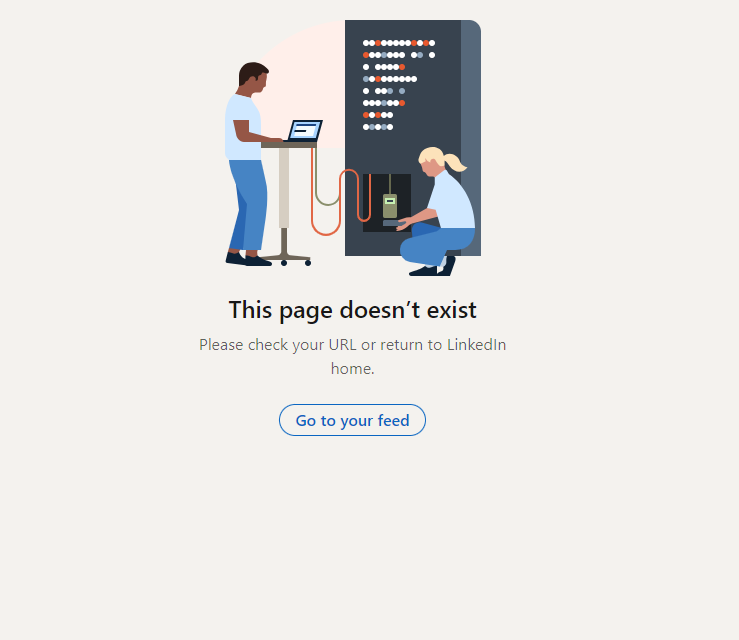 This page doesn’t exist
Please check your URL or return to LinkedIn
home.
Go to your feed